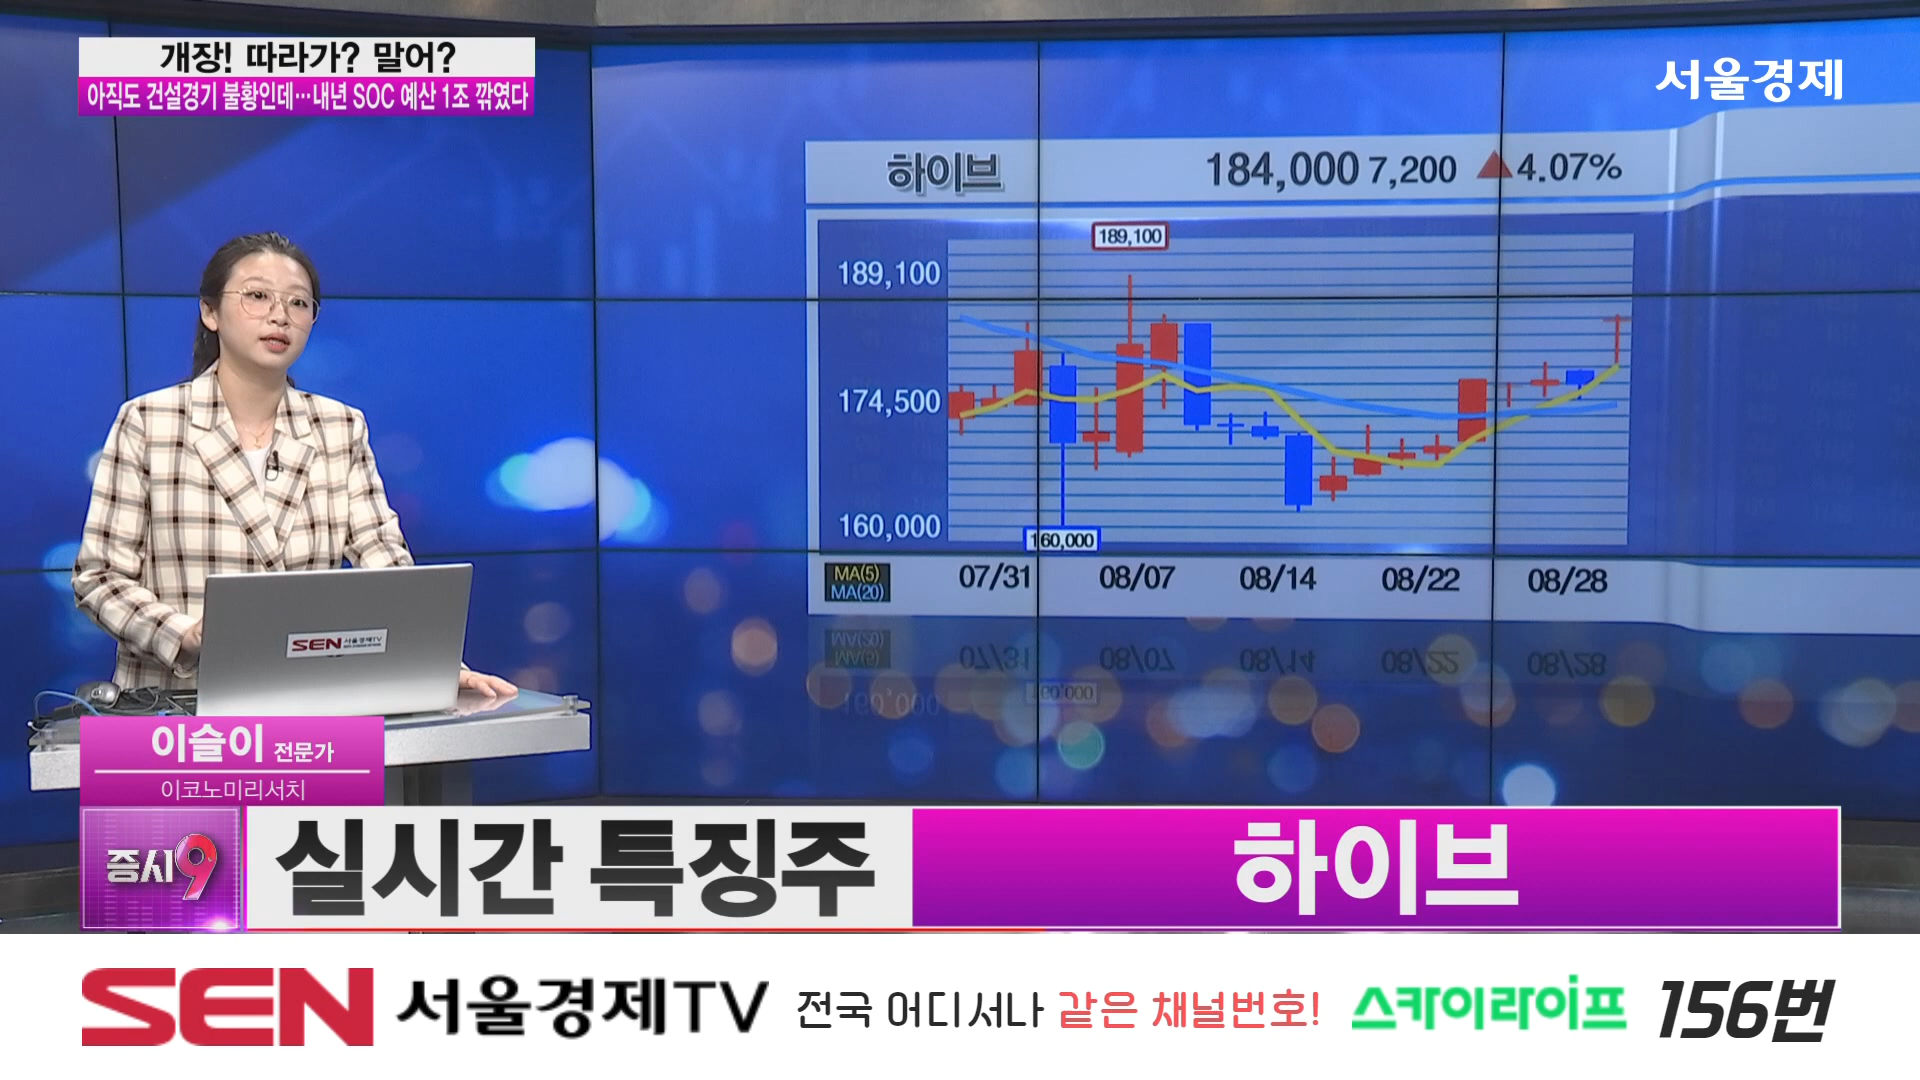 개장! 따라가? 말어?
아직도 건설경기 불황인데…내년 SOC 예산 1조 깎였다
서울경제
하이브 184,000 7,200 ▲4.07%
189,100
189,100
174,500
160,000
160,000
MA(5)
MA(20)
07/31 08/07 08/14 08/22 08/28
SEN 서울경제TV
이슬이 전문가
이코노미리서치
증시9
실시간 특징주
하이브
SEN 서울경제TV 전국 어디서나 같은 채널번호! 스카이라이프 156번